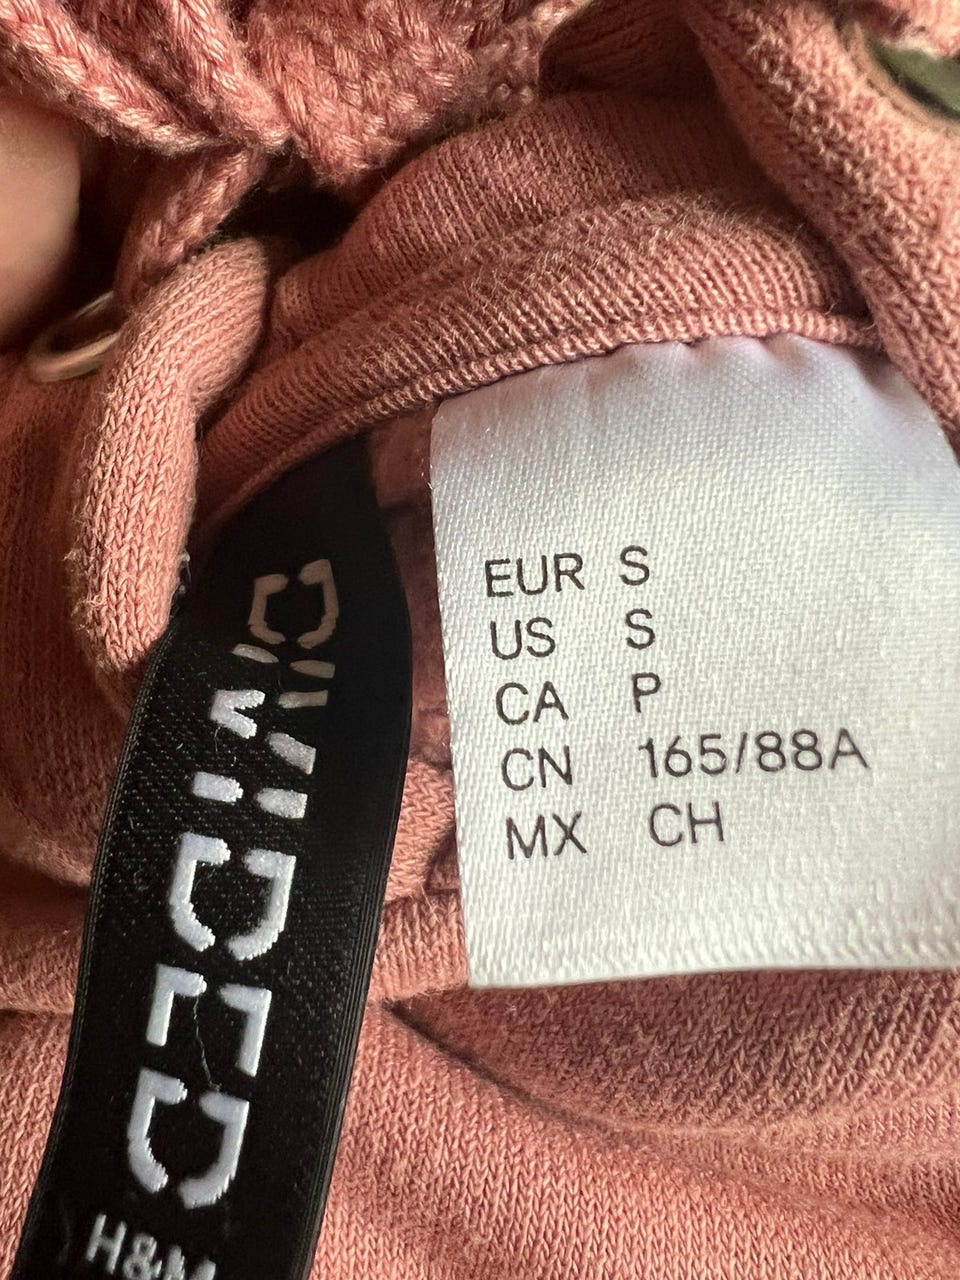 DIVIDED
H&M
EUR S
US S
CA P
CN 165/88A
MX CH